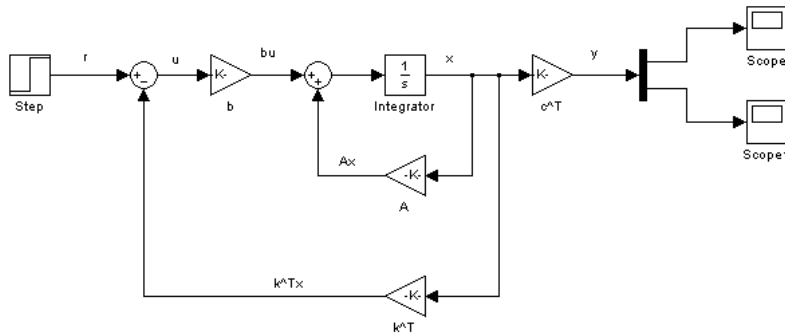 r
u
bu
x
y
+
−
K-
+
+
1
s
K-
Step
b
Integrator
c^T
Scope
Ax
-K-
A
Scope1
k^Tx
-K-
k^T